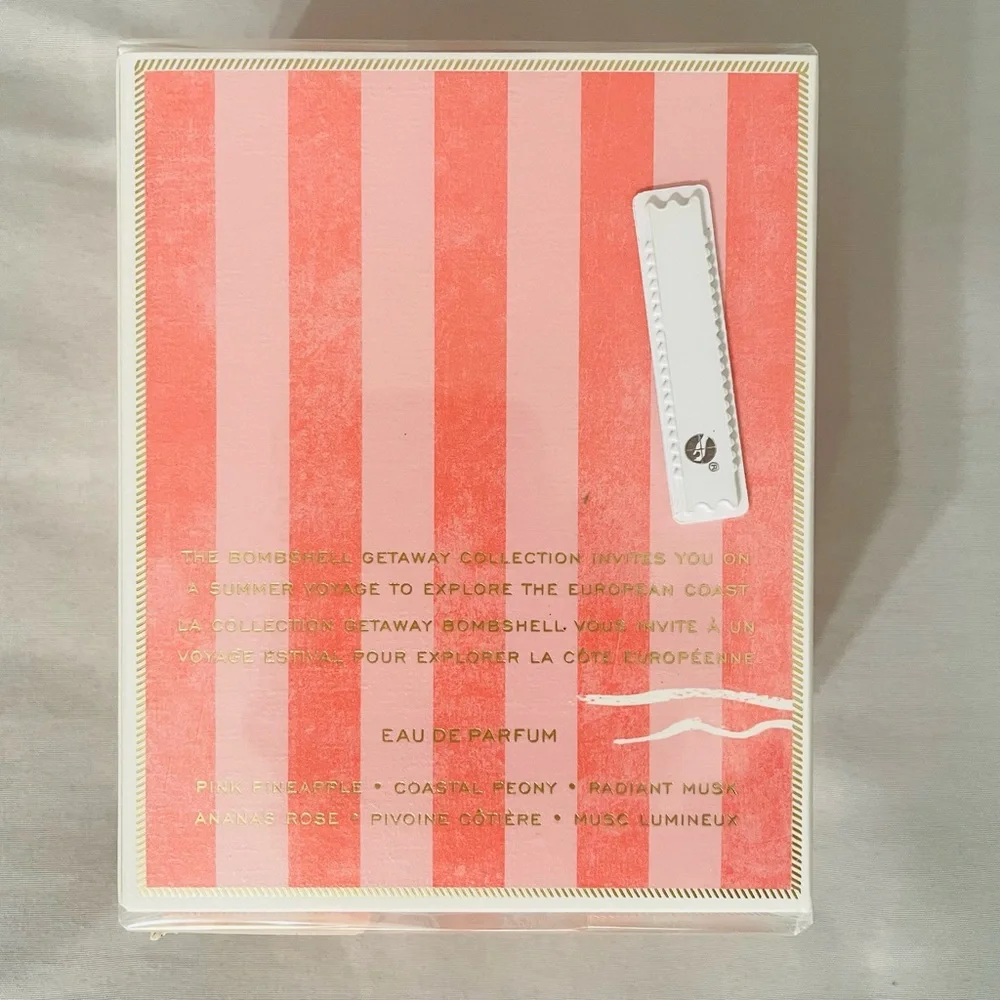 THE BOMBSHELL GETAWAY COLLECTION INVITES YOU ON
A SUMMER VOYAGE TO EXPLORE THE EUROPEAN COAST
LA COLLECTION GETAWAY BOMBSHELL VOUS INVITE À UN
VOYAGE ESTIVAL POUR EXPLORER LA CÔTE EUROPÉENNE
EAU DE PARFUM
PINK PINEAPPLE • COASTAL PEONY • RADIANT MUSK
ANANAS ROSE • PIVOINE CÔTIÈRE • MUSC LUMINEUX